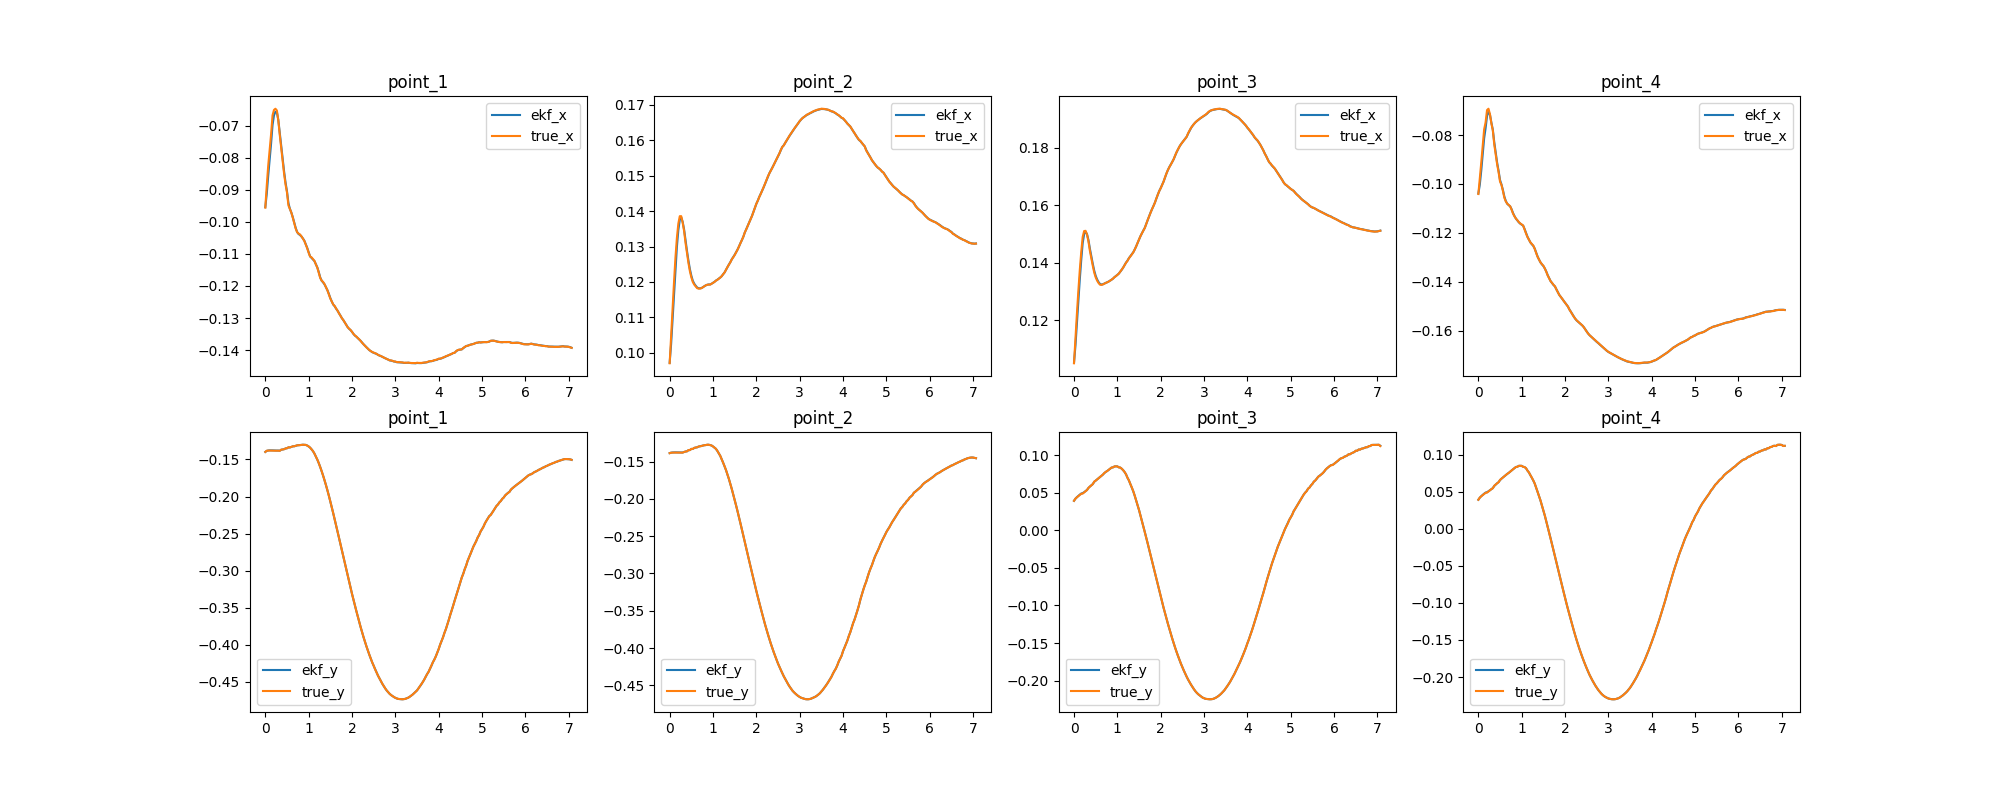 point_1
point_2
point_3
point_4
−0.07
−0.08
−0.09
−0.10
−0.11
−0.12
−0.13
−0.14
ekf_x
true_x
0 1 2 3 4 5 6 7
0.17
0.16
0.15
0.14
0.13
0.12
0.11
0.10
ekf_x
true_x
0 1 2 3 4 5 6 7
0.18
0.16
0.14
0.12
ekf_x
true_x
0 1 2 3 4 5 6 7
−0.08
−0.10
−0.12
−0.14
−0.16
ekf_x
true_x
0 1 2 3 4 5 6 7
point_1
point_2
point_3
point_4
−0.15
−0.20
−0.25
−0.30
−0.35
−0.40
−0.45
ekf_y
true_y
0 1 2 3 4 5 6 7
−0.15
−0.20
−0.25
−0.30
−0.35
−0.40
−0.45
ekf_y
true_y
0 1 2 3 4 5 6 7
0.10
0.05
0.00
−0.05
−0.10
−0.15
−0.20
ekf_y
true_y
0 1 2 3 4 5 6 7
0.10
0.05
0.00
−0.05
−0.10
−0.15
−0.20
ekf_y
true_y
0 1 2 3 4 5 6 7